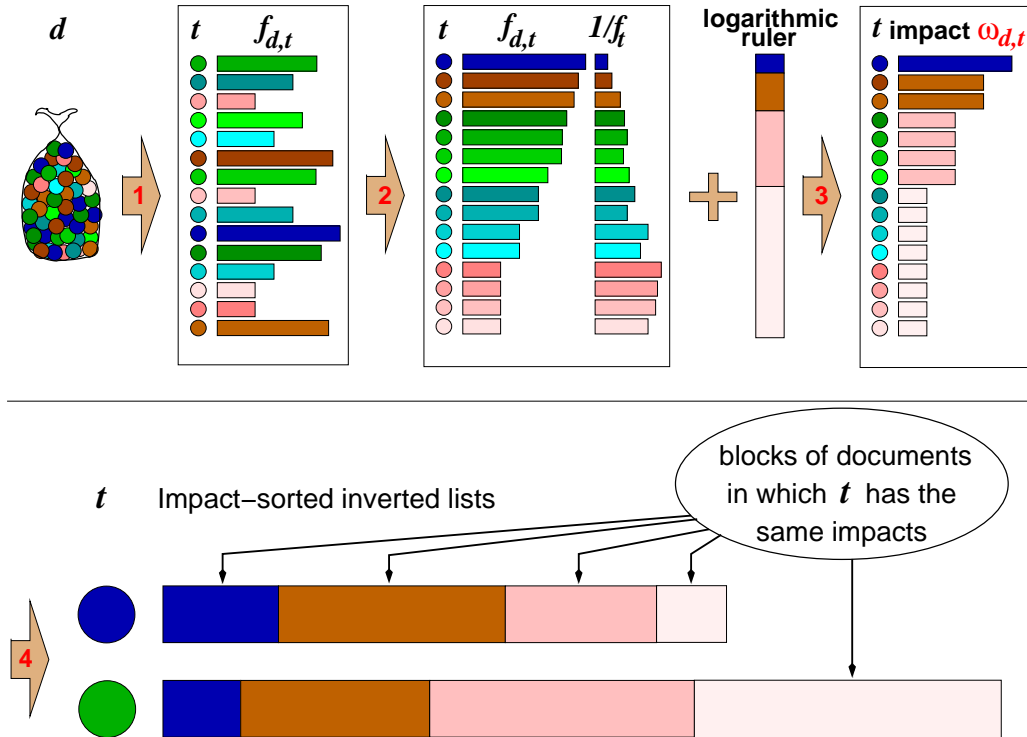 d
t f_{d,t}
1
t f_{d,t} 1/f_t
2
logarithmic
ruler
3
t impact ω_{d,t}
t Impact−sorted inverted lists
blocks of documents
in which t has the
same impacts
4